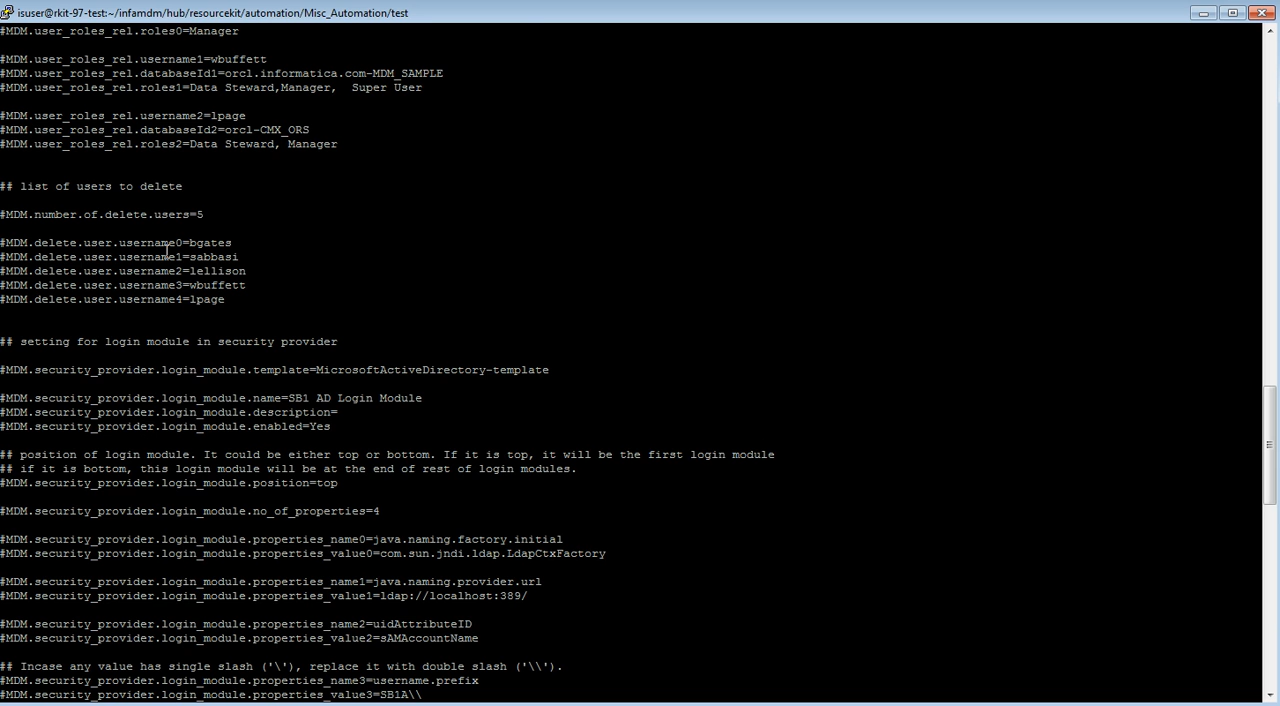 isuser@rkit-97-test:~/infamdm/hub/resourcekit/automation/Misc_Automation/test
#MDM.user_roles_rel.roles0=Manager
#MDM.user_roles_rel.username1=wbuffett
#MDM.user_roles_rel.databaseId1=orcl.informatica.com-MDM_SAMPLE
#MDM.user_roles_rel.roles1=Data Steward,Manager,  Super User
#MDM.user_roles_rel.username2=lpage
#MDM.user_roles_rel.databaseId2=orcl-CMX_ORS
#MDM.user_roles_rel.roles2=Data Steward, Manager
## list of users to delete
#MDM.number.of.delete.users=5
#MDM.delete.user.username0=bgates
#MDM.delete.user.username1=sabbasi
#MDM.delete.user.username2=lellison
#MDM.delete.user.username3=wbuffett
#MDM.delete.user.username4=lpage
## setting for login module in security provider
#MDM.security_provider.login_module.template=MicrosoftActiveDirectory-template
#MDM.security_provider.login_module.name=SB1 AD Login Module
#MDM.security_provider.login_module.description=
#MDM.security_provider.login_module.enabled=Yes
## position of login module. It could be either top or bottom. If it is top, it will be the first login module
## if it is bottom, this login module will be at the end of rest of login modules.
#MDM.security_provider.login_module.position=top
#MDM.security_provider.login_module.no_of_properties=4
#MDM.security_provider.login_module.properties_name0=java.naming.factory.initial
#MDM.security_provider.login_module.properties_value0=com.sun.jndi.ldap.LdapCtxFactory
#MDM.security_provider.login_module.properties_name1=java.naming.provider.url
#MDM.security_provider.login_module.properties_value1=ldap://localhost:389/
#MDM.security_provider.login_module.properties_name2=uidAttributeID
#MDM.security_provider.login_module.properties_value2=sAMAccountName
## Incase any value has single slash ('\'), replace it with double slash ('\\').
#MDM.security_provider.login_module.properties_name3=username.prefix
#MDM.security_provider.login_module.properties_value3=SB1A\\